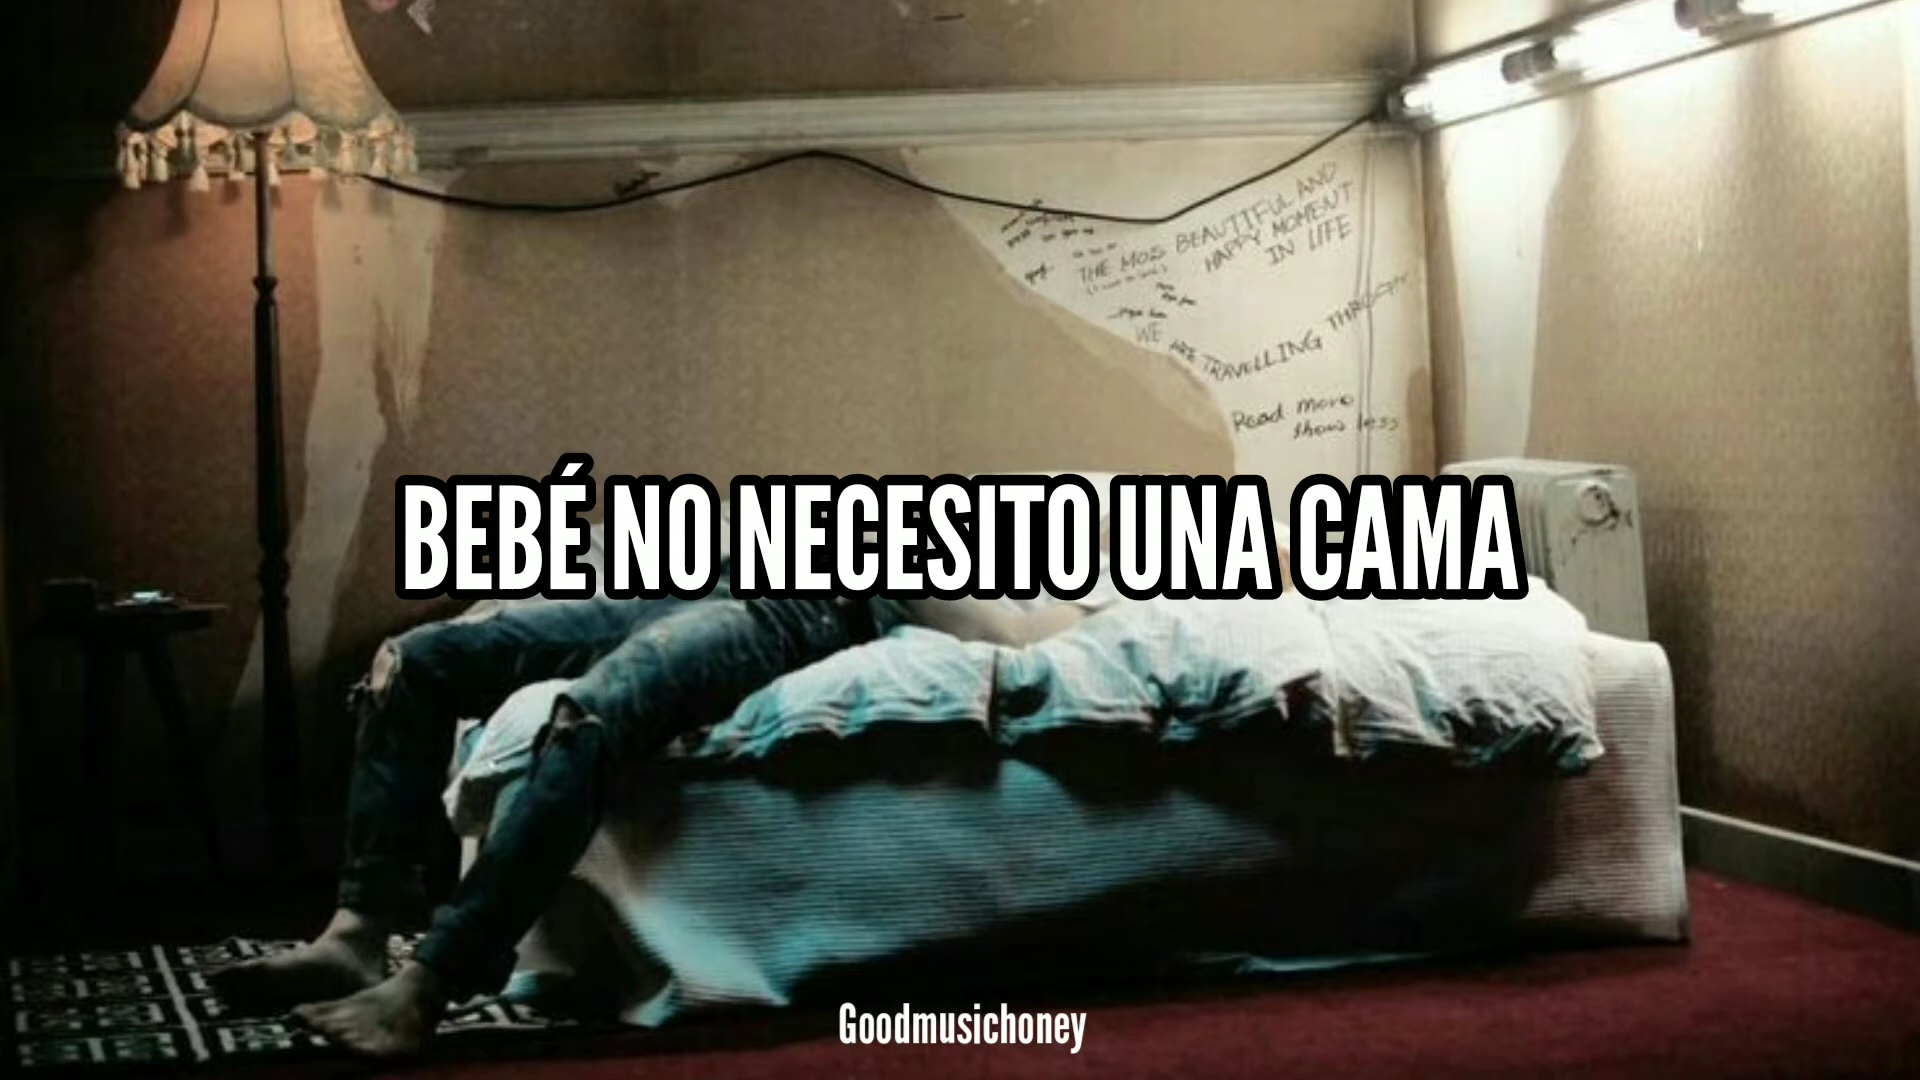 THE MOS BEAUTIFUL AND
HAPPY MOMENT
IN LIFE
WE ARE TRAVELLING THROGH
Read more
show less
BEBÉ NO NECESITO UNA CAMA
Goodmusichoney